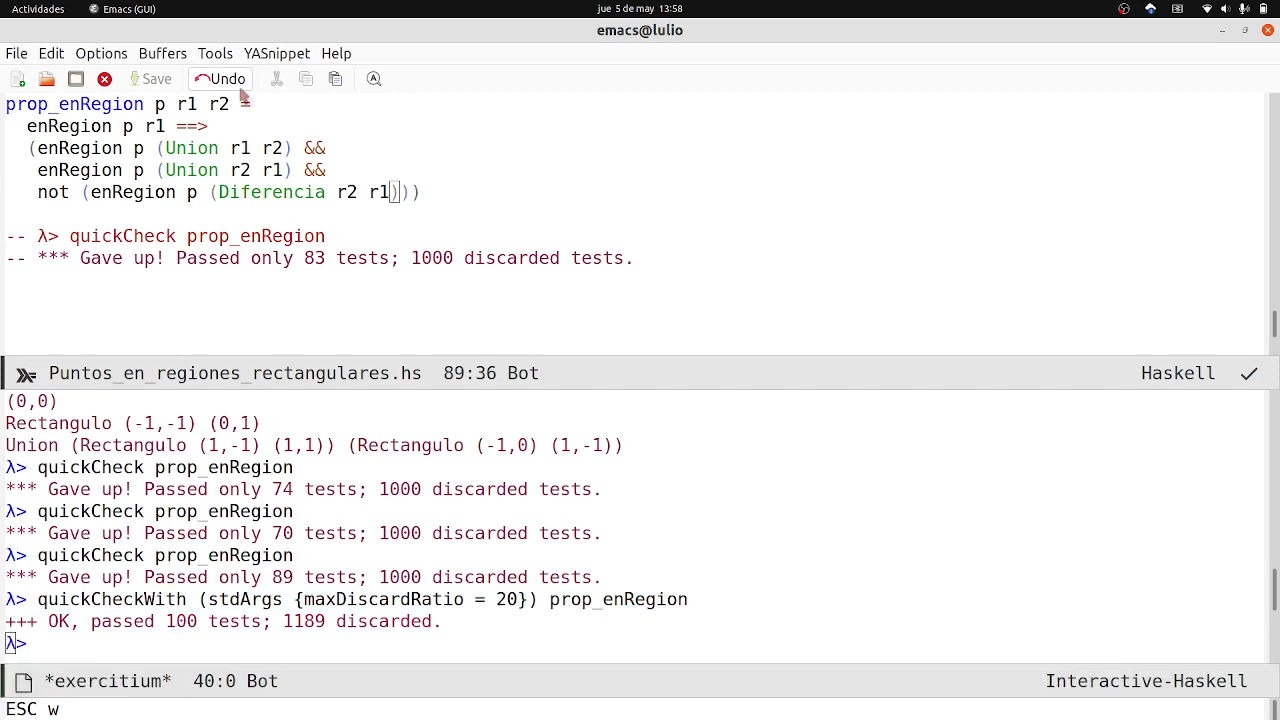 Actividades Emacs (GUI) jue 5 de may 13:58
emacs@lulio
File Edit Options Buffers Tools YASnippet Help
Save Undo
prop_enRegion p r1 r2 =
enRegion p r1 ==>
(enRegion p (Union r1 r2) &&
enRegion p (Union r2 r1) &&
not (enRegion p (Diferencia r2 r1)))
-- λ> quickCheck prop_enRegion
-- *** Gave up! Passed only 83 tests; 1000 discarded tests.
Puntos_en_regiones_rectangulares.hs 89:36 Bot Haskell
(0,0)
Rectangulo (-1,-1) (0,1)
Union (Rectangulo (1,-1) (1,1)) (Rectangulo (-1,0) (1,-1))
λ> quickCheck prop_enRegion
*** Gave up! Passed only 74 tests; 1000 discarded tests.
λ> quickCheck prop_enRegion
*** Gave up! Passed only 70 tests; 1000 discarded tests.
λ> quickCheck prop_enRegion
*** Gave up! Passed only 89 tests; 1000 discarded tests.
λ> quickCheckWith (stdArgs {maxDiscardRatio = 20}) prop_enRegion
+++ OK, passed 100 tests; 1189 discarded.
λ>
*exercitium* 40:0 Bot Interactive-Haskell
ESC w